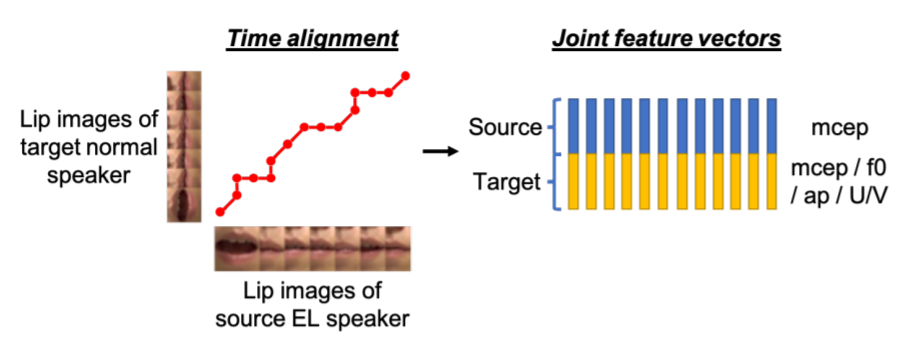 Time alignment
Joint feature vectors
Lip images of
target normal
speaker
Source
Target
mcep
mcep / f0
/ ap / U/V
Lip images of
source EL speaker